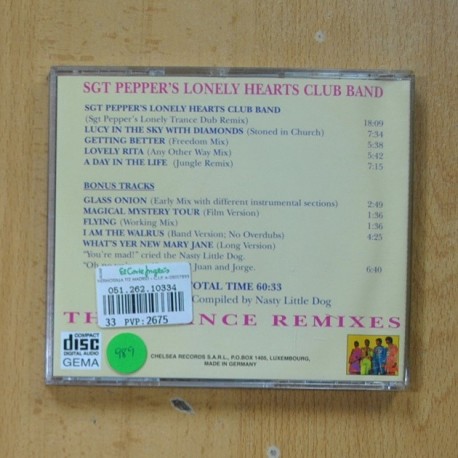 SGT PEPPER'S LONELY HEARTS CLUB BAND
SGT PEPPER'S LONELY HEARTS CLUB BAND
(Sgt Pepper's Lonely Trance Dub Remix) 18:09
LUCY IN THE SKY WITH DIAMONDS (Stoned in Church) 7:34
GETTING BETTER (Freedom Mix) 5:38
LOVELY RITA (Any Other Way Mix) 5:42
A DAY IN THE LIFE (Jungle Remix) 7:15
BONUS TRACKS
GLASS ONION (Early Mix with different instrumental sections) 2:49
MAGICAL MYSTERY TOUR (Film Version) 1:36
FLYING (Working Mix) 1:36
I AM THE WALRUS (Band Version; No Overdubs) 4:25
WHAT'S YER NEW MARY JANE (Long Version)
"You're mad!" cried the Nasty Little Dog.
"Oh Juan and Jorge. 6:40
El Corte Inglés
051.262.10334
33 PVP: 2675
TOTAL TIME 60:33
Compiled by Nasty Little Dog
TH NCE REMIXES
COMPACT
disc
DIGITAL AUDIO
GEMA
989
CHELSEA RECORDS S.A.R.L., P.O.BOX 1400, LUXEMBOURG,
MADE IN GERMANY